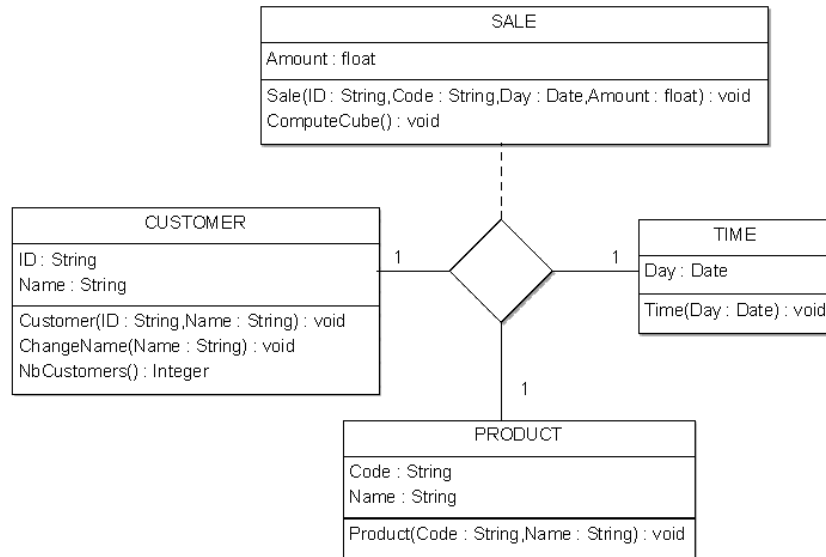 SALE
Amount : float
Sale(ID : String,Code : String,Day : Date,Amount : float) : void
ComputeCube() : void
CUSTOMER
ID : String
Name : String
Customer(ID : String,Name : String) : void
ChangeName(Name : String) : void
NbCustomers() : Integer
1
1
TIME
Day : Date
Time(Day : Date) : void
1
PRODUCT
Code : String
Name : String
Product(Code : String,Name : String) : void